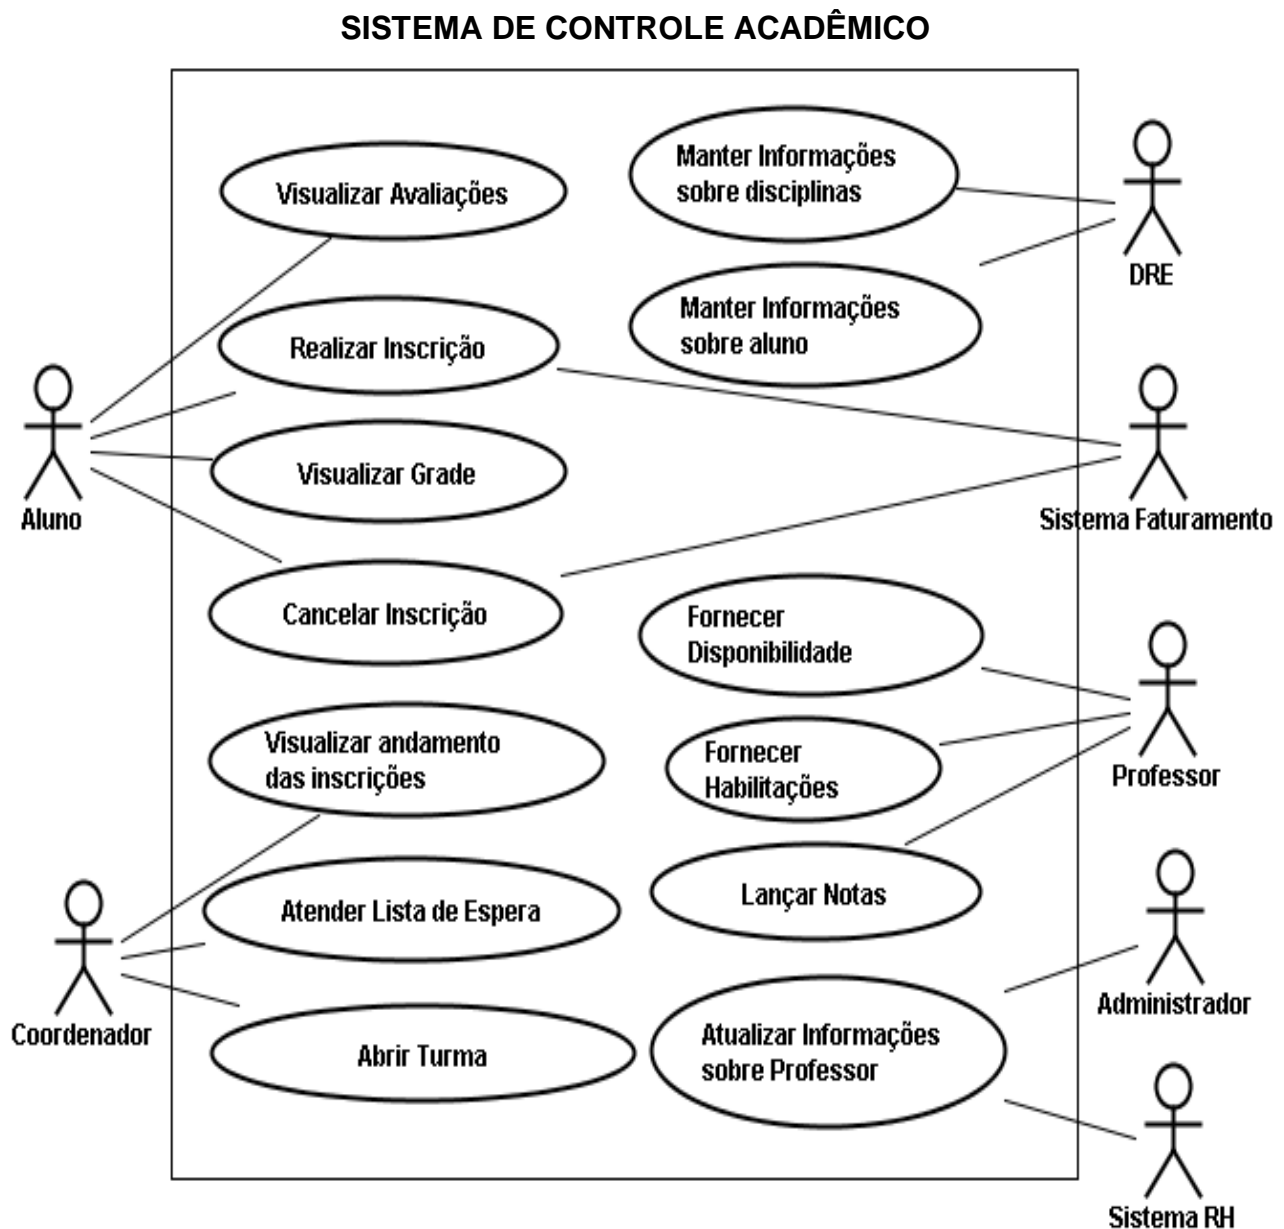 SISTEMA DE CONTROLE ACADÊMICO
Visualizar Avaliações
Manter Informações
sobre disciplinas
DRE
Realizar Inscrição
Manter Informações
sobre aluno
Aluno
Visualizar Grade
Sistema Faturamento
Cancelar Inscrição
Fornecer
Disponibilidade
Visualizar andamento
das inscrições
Fornecer
Habilitações
Professor
Atender Lista de Espera
Lançar Notas
Coordenador
Administrador
Abrir Turma
Atualizar Informações
sobre Professor
Sistema RH